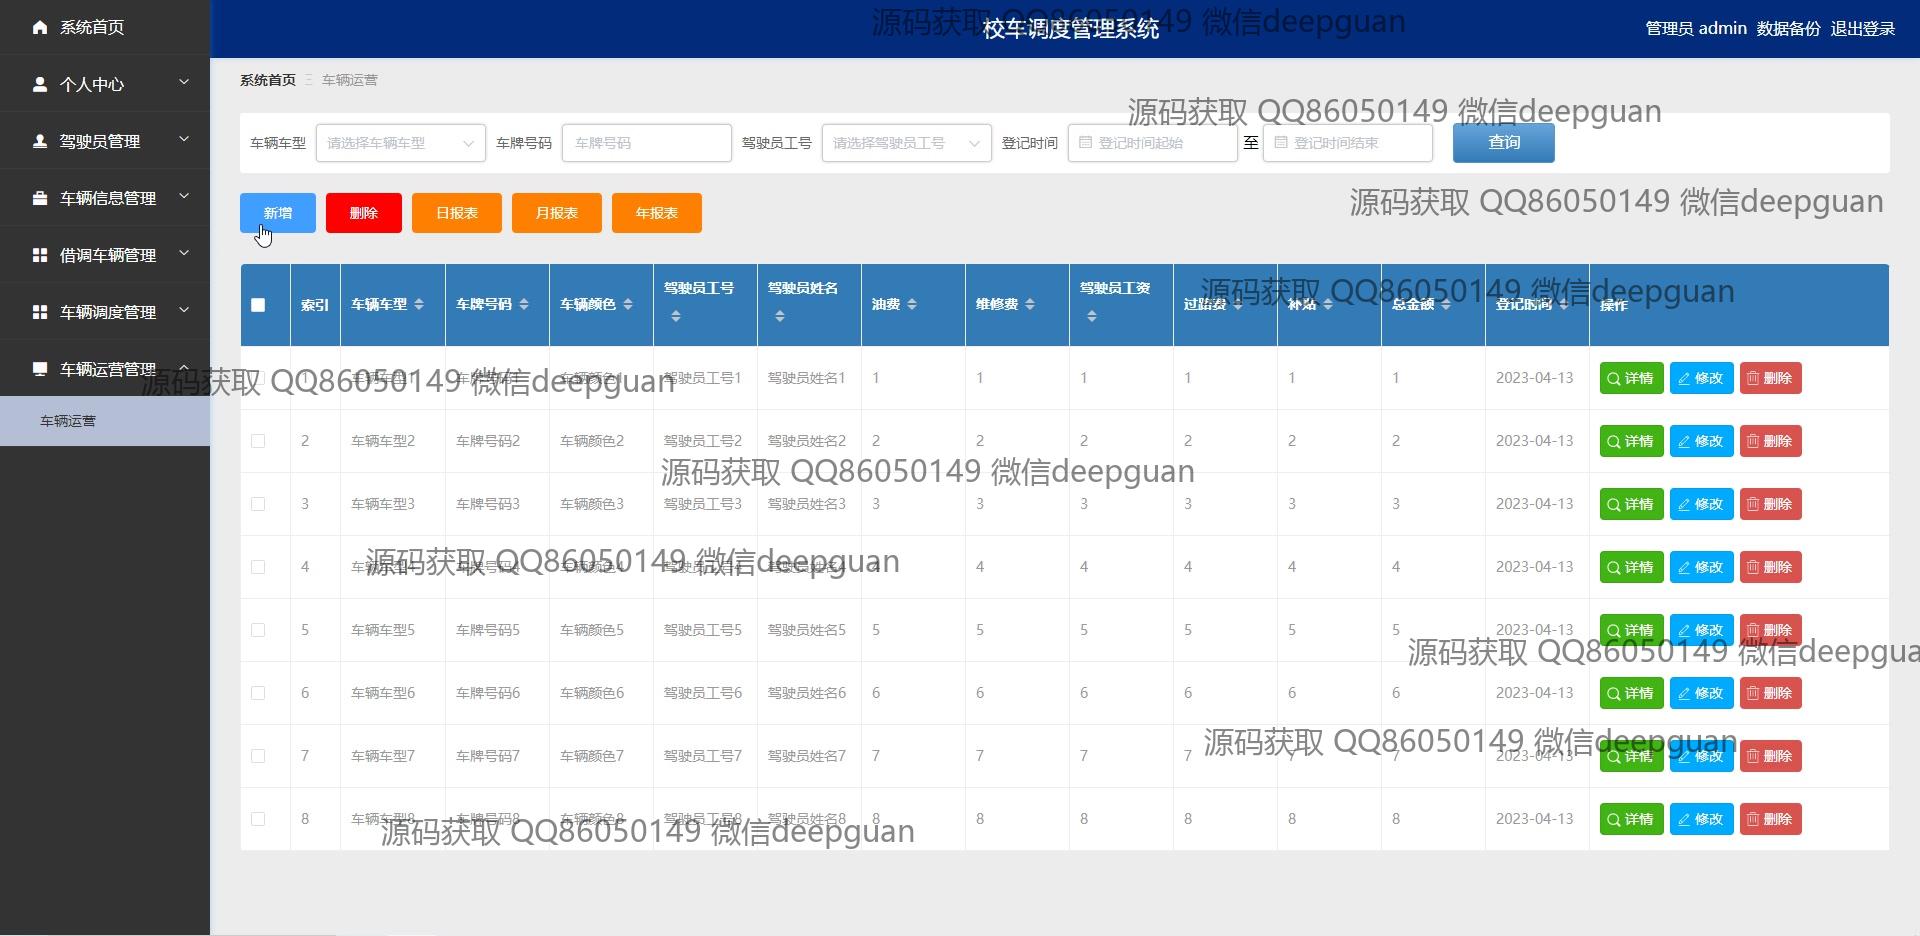 校车调度管理系统
管理员 admin 数据备份 退出登录
源码获取 QQ86050149 微信deepguan
系统首页
个人中心
驾驶员管理
车辆信息管理
借调车辆管理
车辆调度管理
车辆运营管理
车辆运营
系统首页 车辆运营
源码获取 QQ86050149 微信deepguan
车辆车型 请选择车辆车型 车牌号码 车牌号码 驾驶员工号 请选择驾驶员工号 登记时间 登记时间起始 至 登记时间结束 查询
源码获取 QQ86050149 微信deepguan
新增 删除 日报表 月报表 年报表
源码获取 QQ86050149 微信deepguan
索引 车辆车型 车牌号码 车辆颜色 驾驶员工号 驾驶员姓名 油费 维修费 驾驶员工资 过路费 补贴 总金额 登记时间 操作
1 车辆车型1 车牌号码1 车辆颜色1 驾驶员工号1 驾驶员姓名1 1 1 1 1 1 1 2023-04-13 详情 修改 删除
源码获取 QQ86050149 微信deepguan
2 车辆车型2 车牌号码2 车辆颜色2 驾驶员工号2 驾驶员姓名2 2 2 2 2 2 2 2023-04-13 详情 修改 删除
源码获取 QQ86050149 微信deepguan
3 车辆车型3 车牌号码3 车辆颜色3 驾驶员工号3 驾驶员姓名3 3 3 3 3 3 3 2023-04-13 详情 修改 删除
4 车辆车型4 车牌号码4 车辆颜色4 驾驶员工号4 驾驶员姓名4 4 4 4 4 4 4 2023-04-13 详情 修改 删除
源码获取 QQ86050149 微信deepguan
5 车辆车型5 车牌号码5 车辆颜色5 驾驶员工号5 驾驶员姓名5 5 5 5 5 5 5 2023-04-13 详情 修改 删除
源码获取 QQ86050149 微信deepgua
6 车辆车型6 车牌号码6 车辆颜色6 驾驶员工号6 驾驶员姓名6 6 6 6 6 6 6 2023-04-13 详情 修改 删除
源码获取 QQ86050149 微信deepguan
7 车辆车型7 车牌号码7 车辆颜色7 驾驶员工号7 驾驶员姓名7 7 7 7 7 7 7 2023-04-13 详情 修改 删除
8 车辆车型8 车牌号码8 车辆颜色8 驾驶员工号8 驾驶员姓名8 8 8 8 8 8 8 2023-04-13 详情 修改 删除
源码获取 QQ86050149 微信deepguan